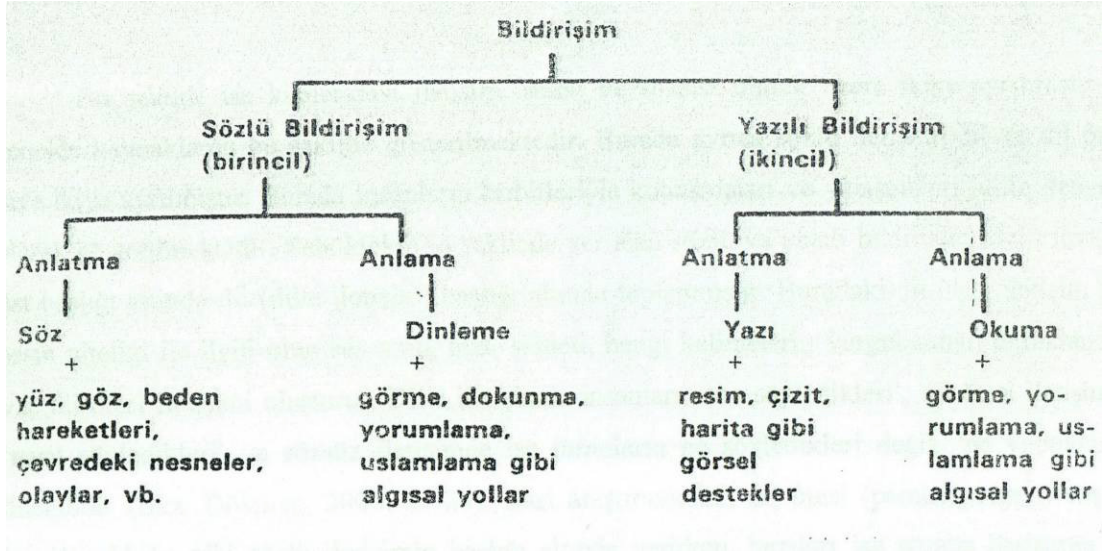 Bildirişim
Sözlü Bildirişim
(birincil)
Yazılı Bildirişim
(ikincil)
Anlatma
Anlama
Anlatma
Anlama
Söz
Dinleme
Yazı
Okuma
+
+
+
+
yüz, göz, beden
hareketleri,
çevredeki nesneler,
olaylar, vb.
görme, dokunma,
yorumlama,
uslamlama gibi
algısal yollar
resim, çizit,
harita gibi
görsel
destekler
görme, yo-
rumlama, us-
lamlama gibi
algısal yollar